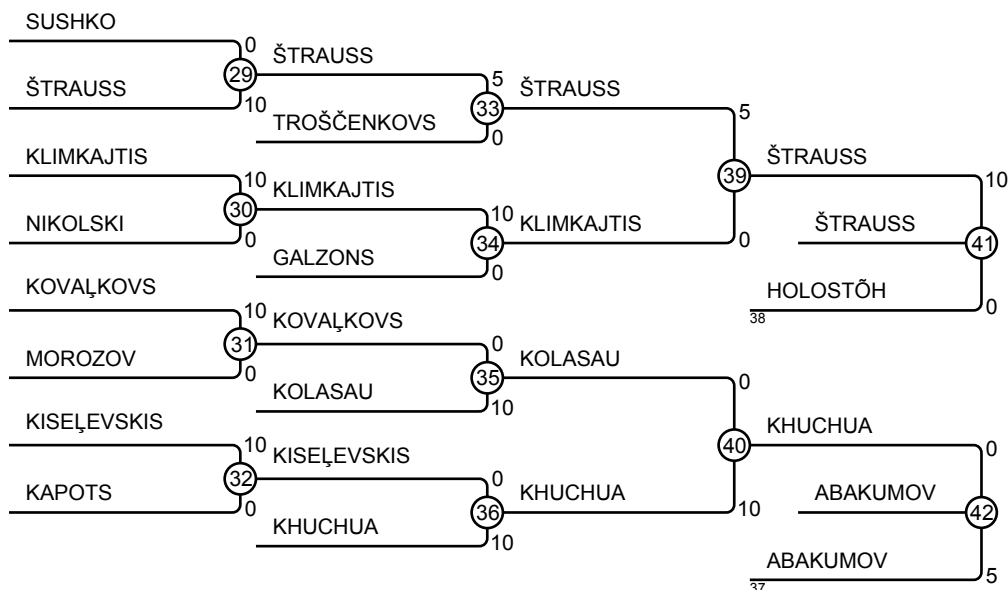 SUSHKO
0
29
ŠTRAUSS
5
ŠTRAUSS
10
TROŠČENKOVS
33
0
ŠTRAUSS
5
KLIMKAJTIS
10
30
NIKOLSKI
0
KLIMKAJTIS
10
GALZONS
34
0
KLIMKAJTIS
0
39
ŠTRAUSS
10
ŠTRAUSS
41
HOLOSTÕH
38
0
KOVAĻKOVS
10
31
MOROZOV
0
KOVAĻKOVS
0
KOLASAU
35
10
KOLASAU
0
KISEĻEVSKIS
10
32
KAPOTS
0
KISEĻEVSKIS
0
KHUCHUA
36
10
KHUCHUA
10
40
KHUCHUA
0
ABAKUMOV
42
ABAKUMOV
37
5